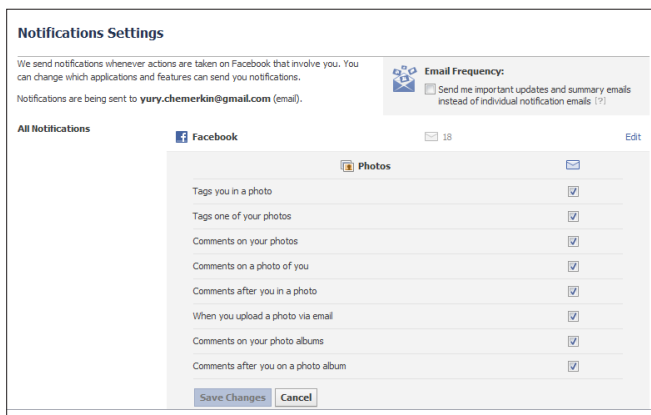 Notifications Settings
We send notifications whenever actions are taken on Facebook that involve you. You
can change which applications and features can send you notifications.
Notifications are being sent to yury.chemerkin@gmail.com (email).
Email Frequency:
Send me important updates and summary emails
instead of individual notification emails [?]
All Notifications
Facebook 18 Edit
Photos
Tags you in a photo
Tags one of your photos
Comments on your photos
Comments on a photo of you
Comments after you in a photo
When you upload a photo via email
Comments on your photo albums
Comments after you on a photo album
Save Changes Cancel